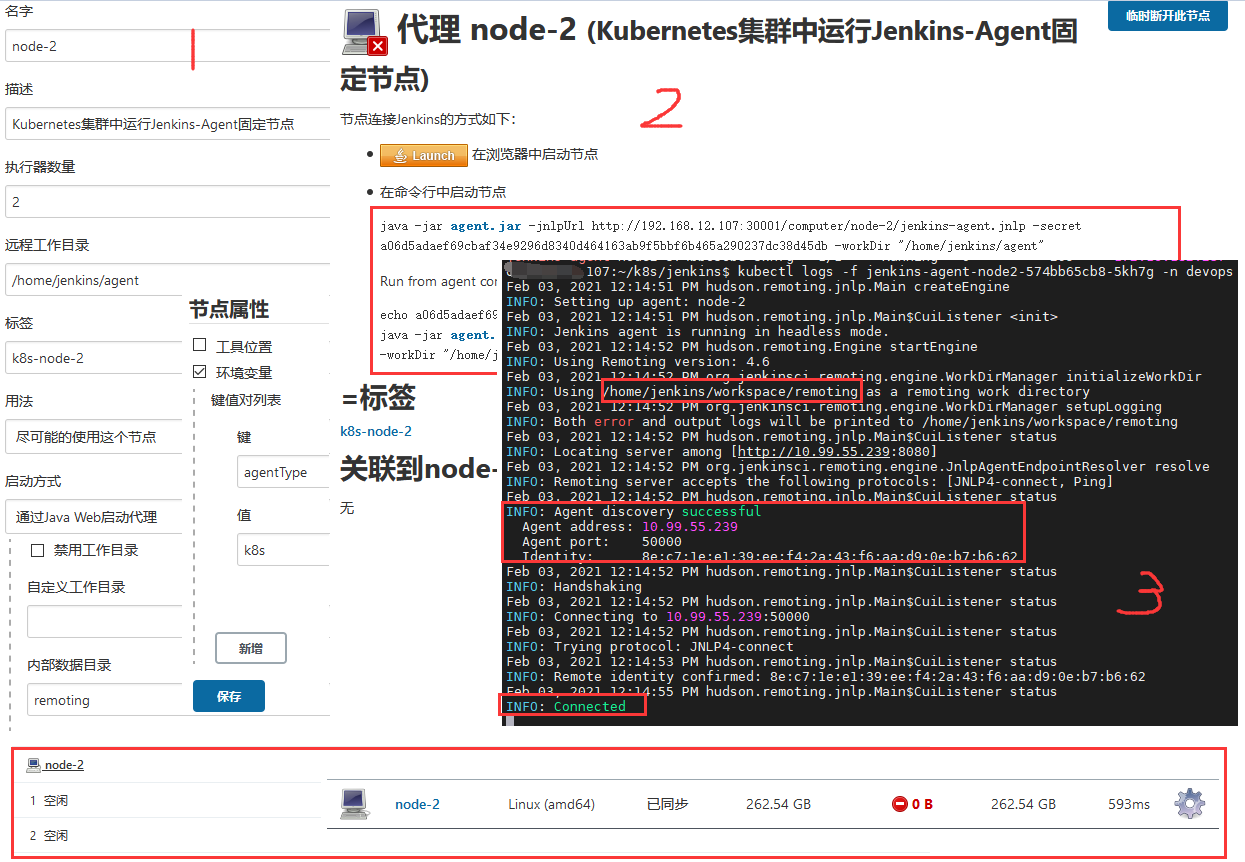 名字
node-2
描述
Kubernetes集群中运行Jenkins-Agent固定节点
执行器数量
2
远程工作目录
/home/jenkins/agent
标签
k8s-node-2
用法
尽可能的使用这个节点
启动方式
通过Java Web启动代理
禁用工作目录
自定义工作目录
内部数据目录
remoting
节点属性
工具位置
环境变量
键值对列表
键
agentType
值
k8s
新增
保存
1
临时断开此节点
代理 node-2 (Kubernetes集群中运行Jenkins-Agent固
定节点)
2
节点连接Jenkins的方式如下：
Launch 在浏览器中启动节点
在命令行中启动节点
java -jar agent.jar -jnlpUrl http://192.168.12.107:30001/computer/node-2/jenkins-agent.jnlp -secret
a06d5adaef69cbaf34e9296d8340d464163ab9f5bbf6b465a290237dc38d45db -workDir "/home/jenkins/agent"
Run from agent cor
echo a06d5adaef69
java -jar agent.
-workDir "/home/j
=标签
k8s-node-2
关联到node-
无
107:~/k8s/jenkins$ kubectl logs -f jenkins-agent-node2-574bb65cb8-5kh7g -n devops
Feb 03, 2021 12:14:51 PM hudson.remoting.jnlp.Main createEngine
INFO: Setting up agent: node-2
Feb 03, 2021 12:14:51 PM hudson.remoting.jnlp.Main$CuiListener <init>
INFO: Jenkins agent is running in headless mode.
Feb 03, 2021 12:14:52 PM hudson.remoting.Engine startEngine
INFO: Using Remoting version: 4.6
Feb 03, 2021 12:14:52 PM org.jenkinsci.remoting.engine.WorkDirManager initializeWorkDir
INFO: Using /home/jenkins/workspace/remoting as a remoting work directory
Feb 03, 2021 12:14:52 PM org.jenkinsci.remoting.engine.WorkDirManager setupLogging
INFO: Both error and output logs will be printed to /home/jenkins/workspace/remoting
Feb 03, 2021 12:14:52 PM hudson.remoting.jnlp.Main$CuiListener status
INFO: Locating server among [http://10.99.55.239:8080]
Feb 03, 2021 12:14:52 PM org.jenkinsci.remoting.engine.JnlpAgentEndpointResolver resolve
INFO: Remoting server accepts the following protocols: [JNLP4-connect, Ping]
Feb 03, 2021 12:14:52 PM hudson.remoting.jnlp.Main$CuiListener status
INFO: Agent discovery successful
Agent address: 10.99.55.239
Agent port: 50000
Identity: 8e:c7:1e:e1:39:ee:f4:2a:43:f6:aa:d9:0e:b7:b6:62
Feb 03, 2021 12:14:52 PM hudson.remoting.jnlp.Main$CuiListener status
INFO: Handshaking
Feb 03, 2021 12:14:52 PM hudson.remoting.jnlp.Main$CuiListener status
INFO: Connecting to 10.99.55.239:50000
Feb 03, 2021 12:14:52 PM hudson.remoting.jnlp.Main$CuiListener status
INFO: Trying protocol: JNLP4-connect
Feb 03, 2021 12:14:53 PM hudson.remoting.jnlp.Main$CuiListener status
INFO: Remote identity confirmed: 8e:c7:1e:e1:39:ee:f4:2a:43:f6:aa:d9:0e:b7:b6:62
Feb 03, 2021 12:14:55 PM hudson.remoting.jnlp.Main$CuiListener status
INFO: Connected
3
node-2
1 空闲
2 空闲
node-2 Linux (amd64) 已同步 262.54 GB 0 B 262.54 GB 593ms